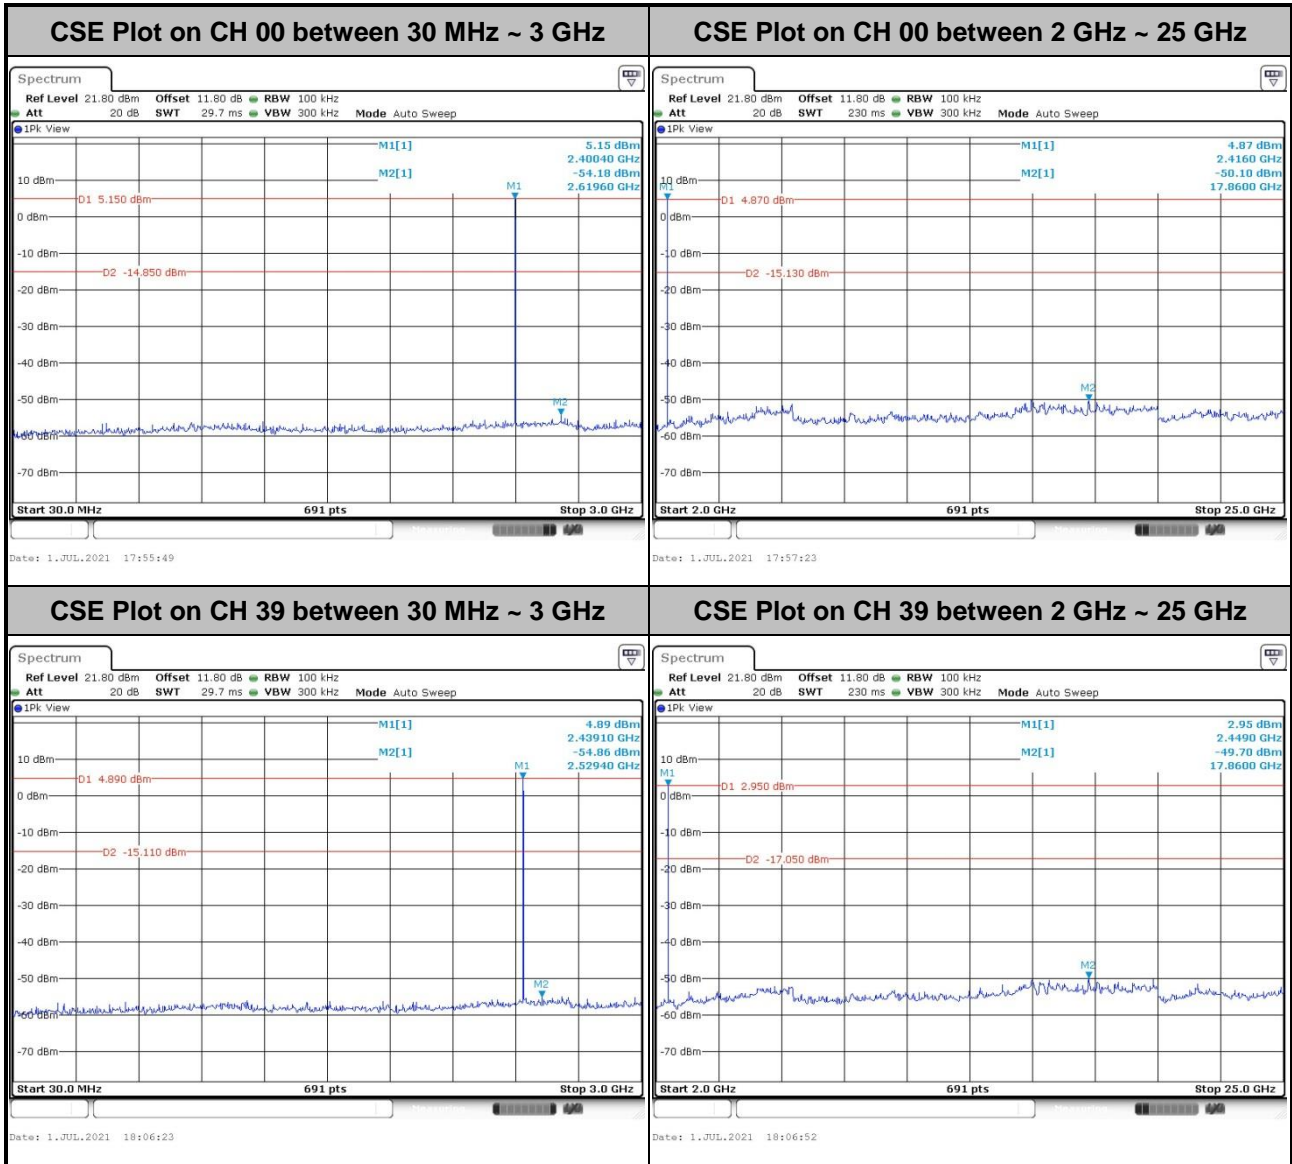 CSE Plot on CH 00 between 30 MHz ~ 3 GHz
Spectrum
Ref Level 21.80 dBm Offset 11.80 dB RBW 100 kHz
Att 20 dB SWT 29.7 ms VBW 300 kHz Mode Auto Sweep
1Pk View
M1[1] 5.15 dBm
2.40040 GHz
M2[1] -54.18 dBm
2.61960 GHz
10 dBm
M1
D1 5.150 dBm
0 dBm
-10 dBm
D2 -14.850 dBm
-20 dBm
-30 dBm
-40 dBm
-50 dBm
M2
-60 dBm
-70 dBm
Start 30.0 MHz 691 pts Stop 3.0 GHz
Measuring
Date: 1.JUL.2021 17:55:49
CSE Plot on CH 00 between 2 GHz ~ 25 GHz
Spectrum
Ref Level 21.80 dBm Offset 11.80 dB RBW 100 kHz
Att 20 dB SWT 230 ms VBW 300 kHz Mode Auto Sweep
1Pk View
M1[1] 4.87 dBm
2.4160 GHz
M2[1] -50.10 dBm
17.8600 GHz
10 dBm
M1
D1 4.870 dBm
0 dBm
-10 dBm
D2 -15.130 dBm
-20 dBm
-30 dBm
-40 dBm
M2
-50 dBm
-60 dBm
-70 dBm
Start 2.0 GHz 691 pts Stop 25.0 GHz
Measuring
Date: 1.JUL.2021 17:57:23
CSE Plot on CH 39 between 30 MHz ~ 3 GHz
Spectrum
Ref Level 21.80 dBm Offset 11.80 dB RBW 100 kHz
Att 20 dB SWT 29.7 ms VBW 300 kHz Mode Auto Sweep
1Pk View
M1[1] 4.89 dBm
2.43910 GHz
M2[1] -54.86 dBm
2.52940 GHz
10 dBm
M1
D1 4.890 dBm
0 dBm
-10 dBm
D2 -15.110 dBm
-20 dBm
-30 dBm
-40 dBm
-50 dBm
M2
-60 dBm
-70 dBm
Start 30.0 MHz 691 pts Stop 3.0 GHz
Measuring
Date: 1.JUL.2021 18:06:23
CSE Plot on CH 39 between 2 GHz ~ 25 GHz
Spectrum
Ref Level 21.80 dBm Offset 11.80 dB RBW 100 kHz
Att 20 dB SWT 230 ms VBW 300 kHz Mode Auto Sweep
1Pk View
M1[1] 2.95 dBm
2.4490 GHz
M2[1] -49.70 dBm
17.8600 GHz
10 dBm
M1
D1 2.950 dBm
0 dBm
-10 dBm
D2 -17.050 dBm
-20 dBm
-30 dBm
-40 dBm
M2
-50 dBm
-60 dBm
-70 dBm
Start 2.0 GHz 691 pts Stop 25.0 GHz
Measuring
Date: 1.JUL.2021 18:06:52